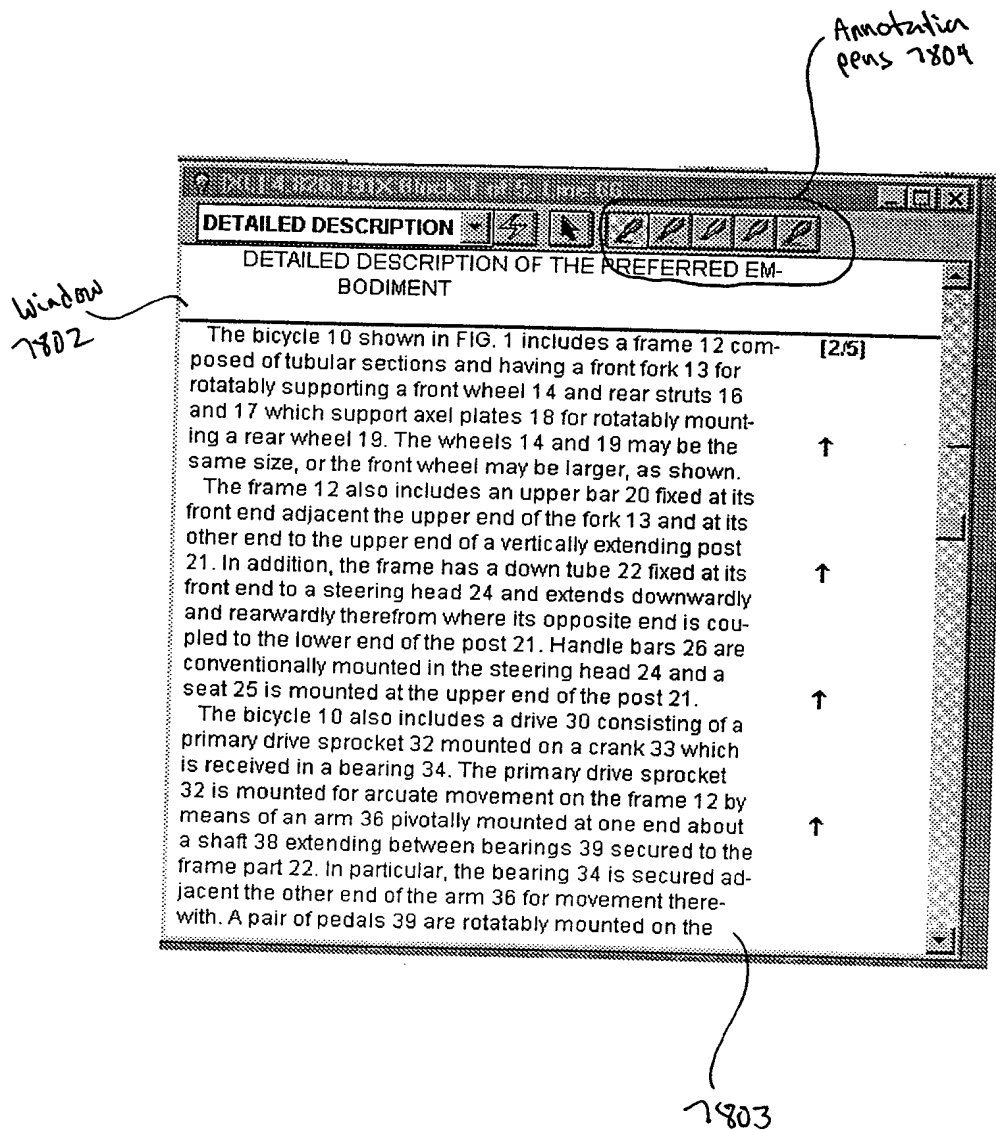 Annotation
pens 7804
DETAILED DESCRIPTION
DETAILED DESCRIPTION OF THE PREFERRED EM-
BODIMENT
Window
7802
The bicycle 10 shown in FIG. 1 includes a frame 12 com-
[2/5]
posed of tubular sections and having a front fork 13 for
rotatably supporting a front wheel 14 and rear struts 16
and 17 which support axel plates 18 for rotatably mount-
ing a rear wheel 19. The wheels 14 and 19 may be the
same size, or the front wheel may be larger, as shown.
The frame 12 also includes an upper bar 20 fixed at its
front end adjacent the upper end of the fork 13 and at its
other end to the upper end of a vertically extending post
21. In addition, the frame has a down tube 22 fixed at its
front end to a steering head 24 and extends downwardly
and rearwardly therefrom where its opposite end is cou-
pled to the lower end of the post 21. Handle bars 26 are
conventionally mounted in the steering head 24 and a
seat 25 is mounted at the upper end of the post 21.
The bicycle 10 also includes a drive 30 consisting of a
primary drive sprocket 32 mounted on a crank 33 which
is received in a bearing 34. The primary drive sprocket
32 is mounted for arcuate movement on the frame 12 by
means of an arm 36 pivotally mounted at one end about
a shaft 38 extending between bearings 39 secured to the
frame part 22. In particular, the bearing 34 is secured ad-
jacent the other end of the arm 36 for movement there-
with. A pair of pedals 39 are rotatably mounted on the
7803